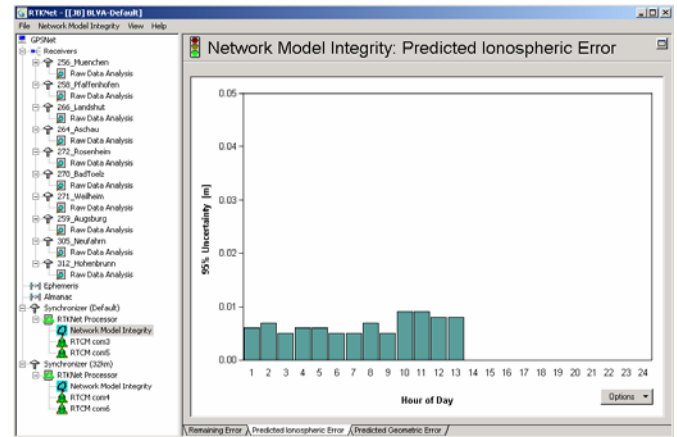 RTKNet - [[JB] BLVA-Default]
File Network Model Integrity View Help
GPSNet
Receivers
256_Muenchen
Raw Data Analysis
258_Pfaffenhofen
Raw Data Analysis
266_Landshut
Raw Data Analysis
264_Aschau
Raw Data Analysis
272_Rosenheim
Raw Data Analysis
270_BadToelz
Raw Data Analysis
271_Weilheim
Raw Data Analysis
259_Augsburg
Raw Data Analysis
305_Neufahrn
Raw Data Analysis
312_Hohenbrunn
Raw Data Analysis
Ephemeris
Almanac
Synchronizer (Default)
RTKNet Processor
Network Model Integrity
RTCM com3
RTCM com5
Synchronizer (32km)
RTKNet Processor
Network Model Integrity
RTCM com4
RTCM com6
Network Model Integrity: Predicted Ionospheric Error
0.05
0.04
0.03
0.02
0.01
0.00
95% Uncertainty [m]
1 2 3 4 5 6 7 8 9 10 11 12 13 14 15 16 17 18 19 20 21 22 23 24
Hour of Day
Options
Remaining Error Predicted Ionospheric Error Predicted Geometric Error